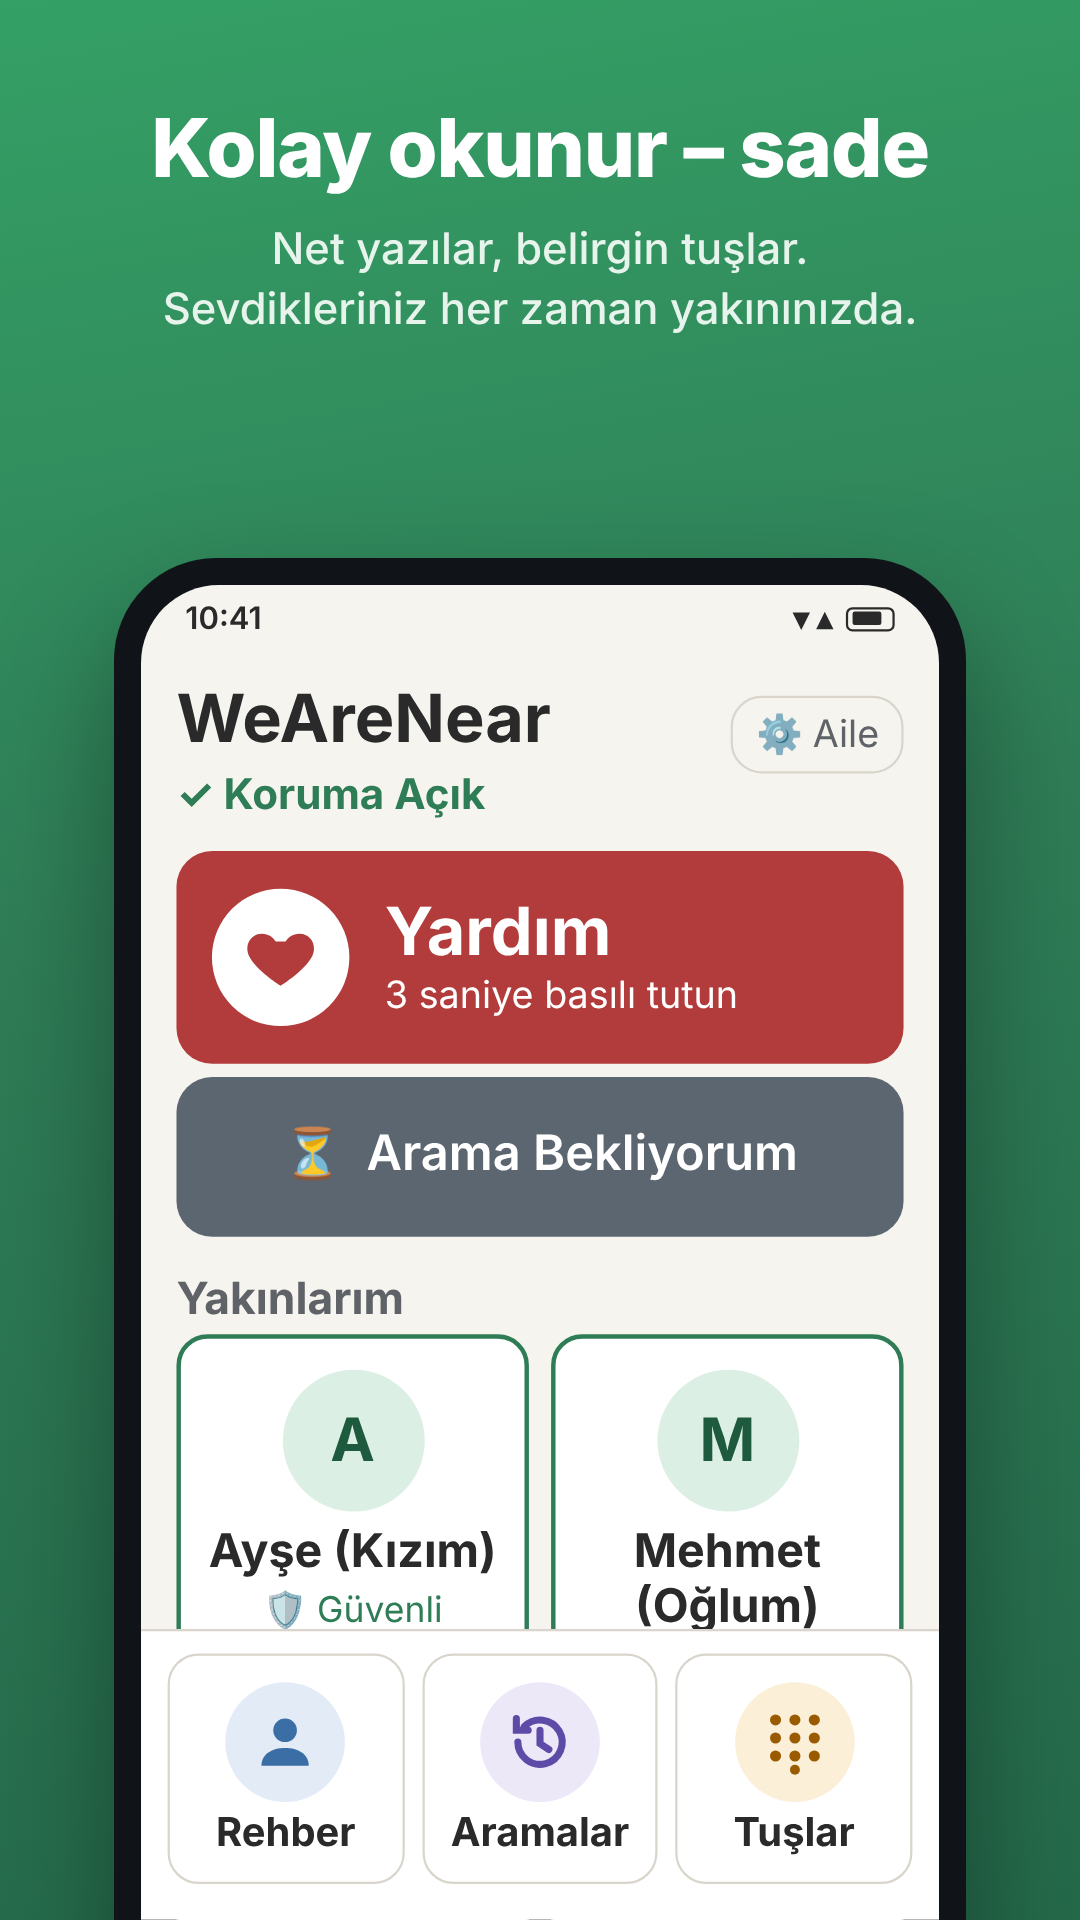 Kolay okunur – sade
Net yazılar, belirgin tuşlar.
Sevdikleriniz her zaman yakınınızda.
10:41
WeAreNear
Aile
✓ Koruma Açık
Yardım
3 saniye basılı tutun
Arama Bekliyorum
Yakınlarım
A
Ayşe (Kızım)
Güvenli
M
Mehmet
(Oğlum)
Rehber
Aramalar
Tuşlar